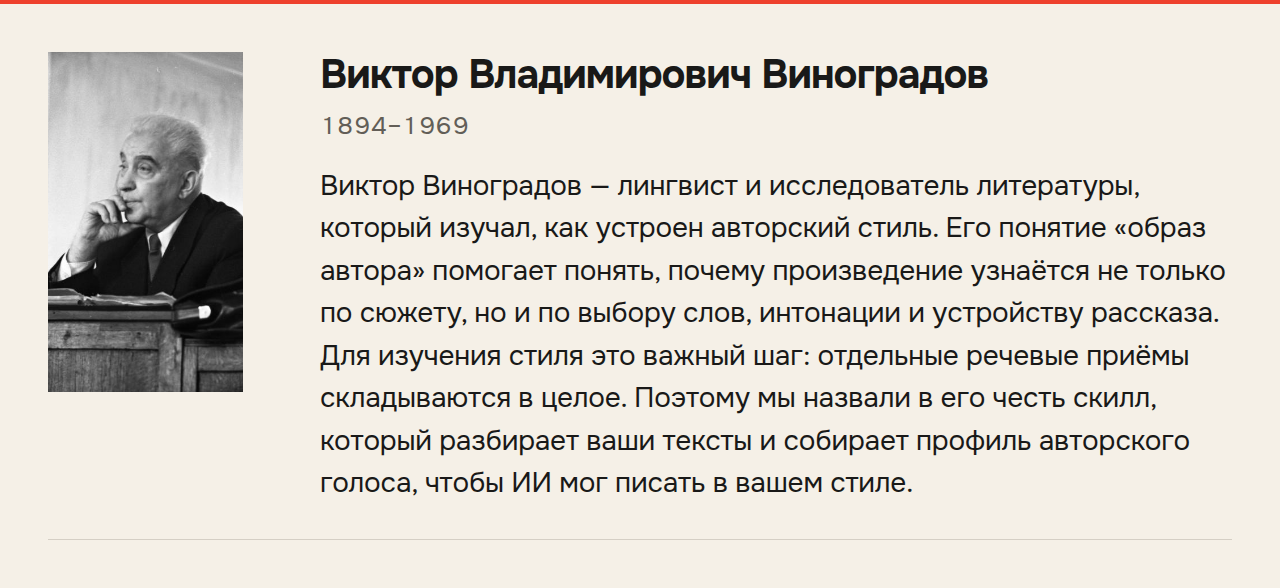 Виктор Владимирович Виноградов
1894–1969
Виктор Виноградов — лингвист и исследователь литературы,
который изучал, как устроен авторский стиль. Его понятие «образ
автора» помогает понять, почему произведение узнаётся не только
по сюжету, но и по выбору слов, интонации и устройству рассказа.
Для изучения стиля это важный шаг: отдельные речевые приёмы
складываются в целое. Поэтому мы назвали в его честь скилл,
который разбирает ваши тексты и собирает профиль авторского
голоса, чтобы ИИ мог писать в вашем стиле.